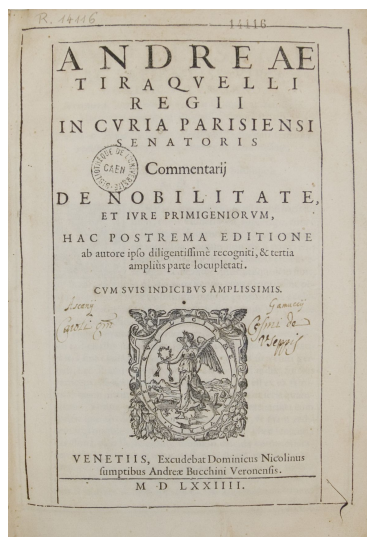 R. 14116
14116
ANDREAE
TIRAQVELLI
REGII
IN CVRIA PARISIENSI
SENATORIS
Commentarij
DE NOBILITATE,
ET IVRE PRIMIGENIORVM,
HAC POSTREMA EDITIONE
ab autore ipso diligentissimè recogniti, & tertia
ampliùs parte locupletati.
CVM SVIS INDICIBVS AMPLISSIMIS.
CAEN
VENETIIS, Excudebat Dominicus Nicolinus
sumptibus Andreæ Bucchini Veronensis.
M D LXXIIII.